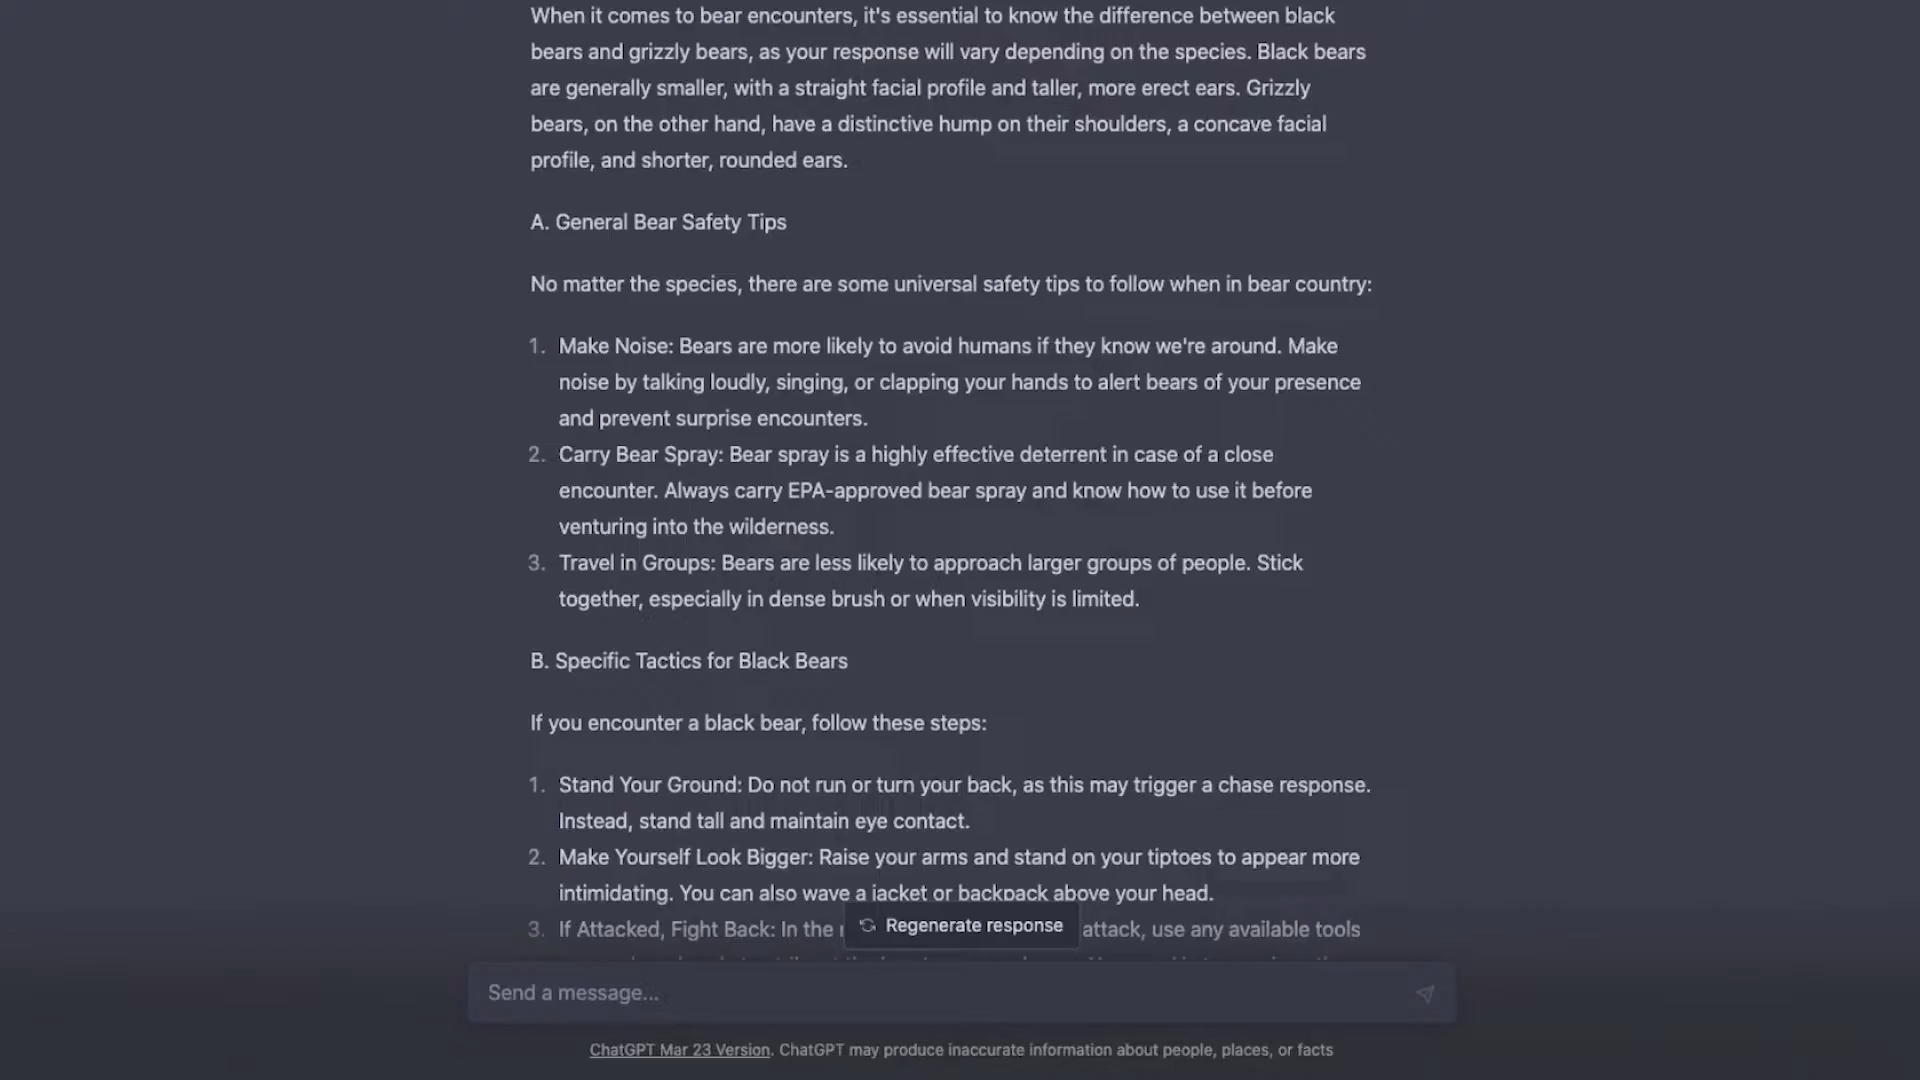 When it comes to bear encounters, it's essential to know the difference between black
bears and grizzly bears, as your response will vary depending on the species. Black bears
are generally smaller, with a straight facial profile and taller, more erect ears. Grizzly
bears, on the other hand, have a distinctive hump on their shoulders, a concave facial
profile, and shorter, rounded ears.
A. General Bear Safety Tips
No matter the species, there are some universal safety tips to follow when in bear country:
1. Make Noise: Bears are more likely to avoid humans if they know we're around. Make
noise by talking loudly, singing, or clapping your hands to alert bears of your presence
and prevent surprise encounters.
2. Carry Bear Spray: Bear spray is a highly effective deterrent in case of a close
encounter. Always carry EPA-approved bear spray and know how to use it before
venturing into the wilderness.
3. Travel in Groups: Bears are less likely to approach larger groups of people. Stick
together, especially in dense brush or when visibility is limited.
B. Specific Tactics for Black Bears
If you encounter a black bear, follow these steps:
1. Stand Your Ground: Do not run or turn your back, as this may trigger a chase response.
Instead, stand tall and maintain eye contact.
2. Make Yourself Look Bigger: Raise your arms and stand on your tiptoes to appear more
intimidating. You can also wave a jacket or backpack above your head.
3. If Attacked, Fight Back: In the attack, use any available tools
Regenerate response
Send a message...
ChatGPT Mar 23 Version. ChatGPT may produce inaccurate information about people, places, or facts